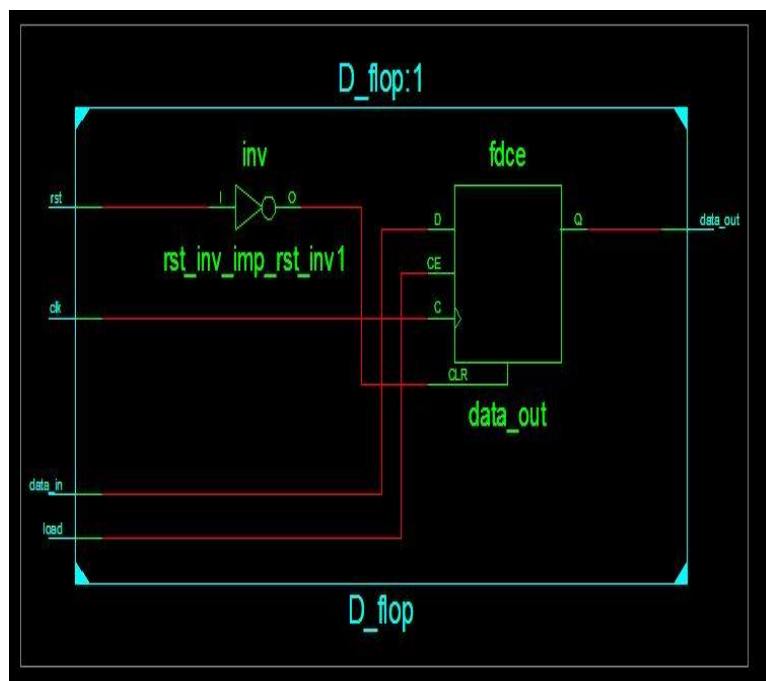 D_flop:1
inv
fdce
rst
I
O
D
Q
data_out
rst_inv_imp_rst_inv1
CE
clk
C
CLR
data_out
data_in
load
D_flop